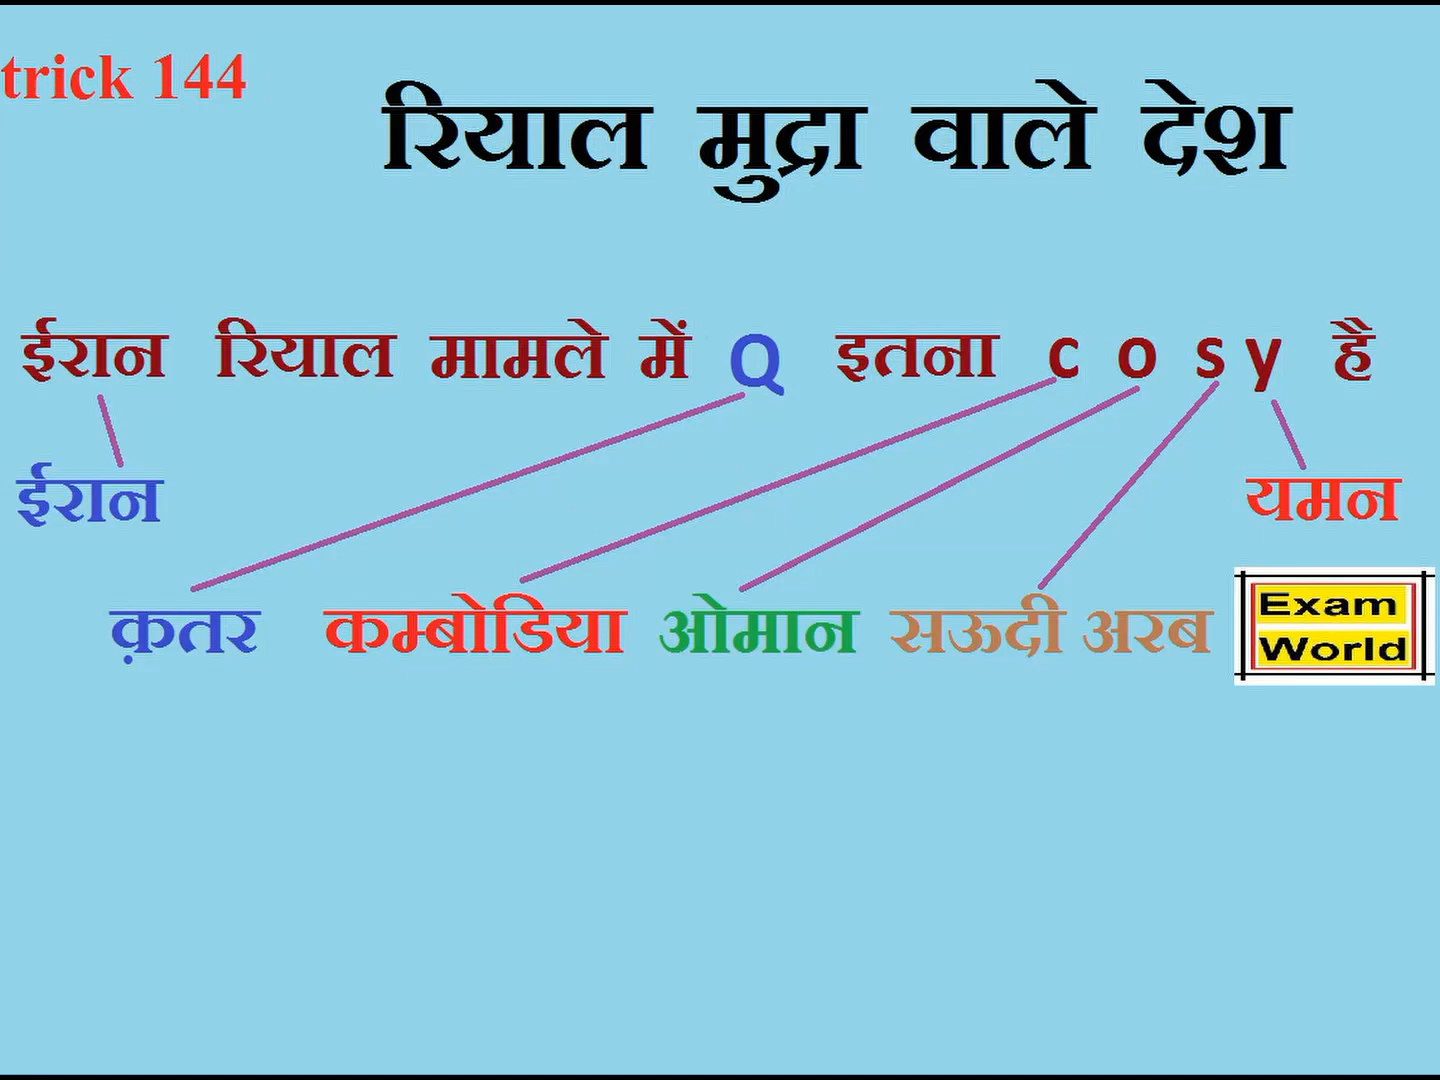 trick 144
रियाल मुद्रा वाले देश
ईरान रियाल मामले में Q इतना c o s y है
ईरान यमन
क़तर कम्बोडिया ओमान सऊदी अरब
Exam
World